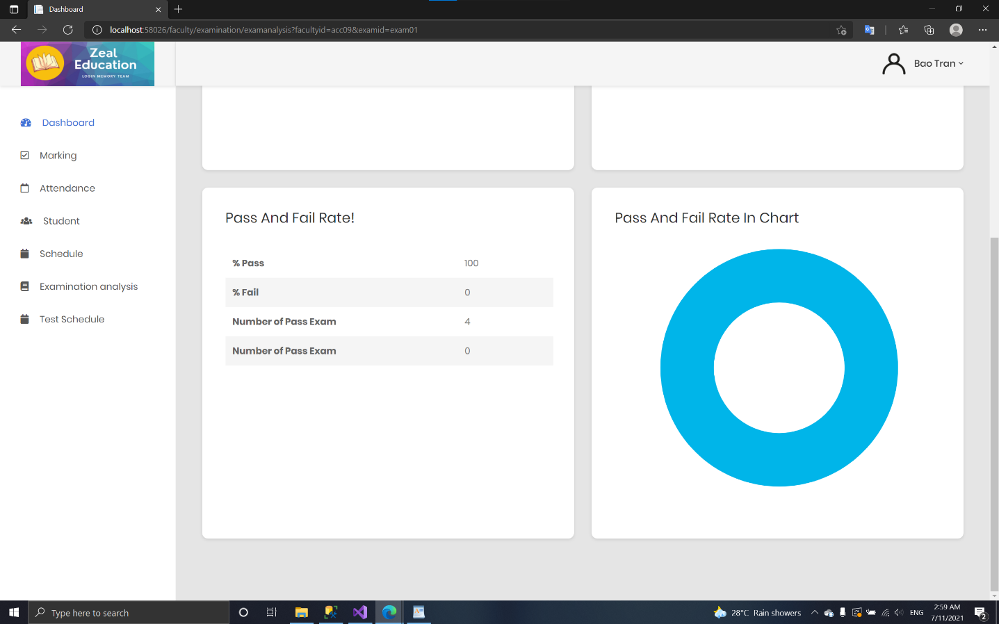 Dashboard
localhost:58026/faculty/examination/examanalysis?facultyid=acc09&examid=exam01
Zeal
Education
LOGIN MEMORY TEAM
Bao Tran
Dashboard
Marking
Attendance
Student
Schedule
Examination analysis
Test Schedule
Pass And Fail Rate!
% Pass 100
% Fail 0
Number of Pass Exam 4
Number of Pass Exam 0
Pass And Fail Rate In Chart
Type here to search
28°C Rain showers
ENG
2:59 AM
7/11/2021
2